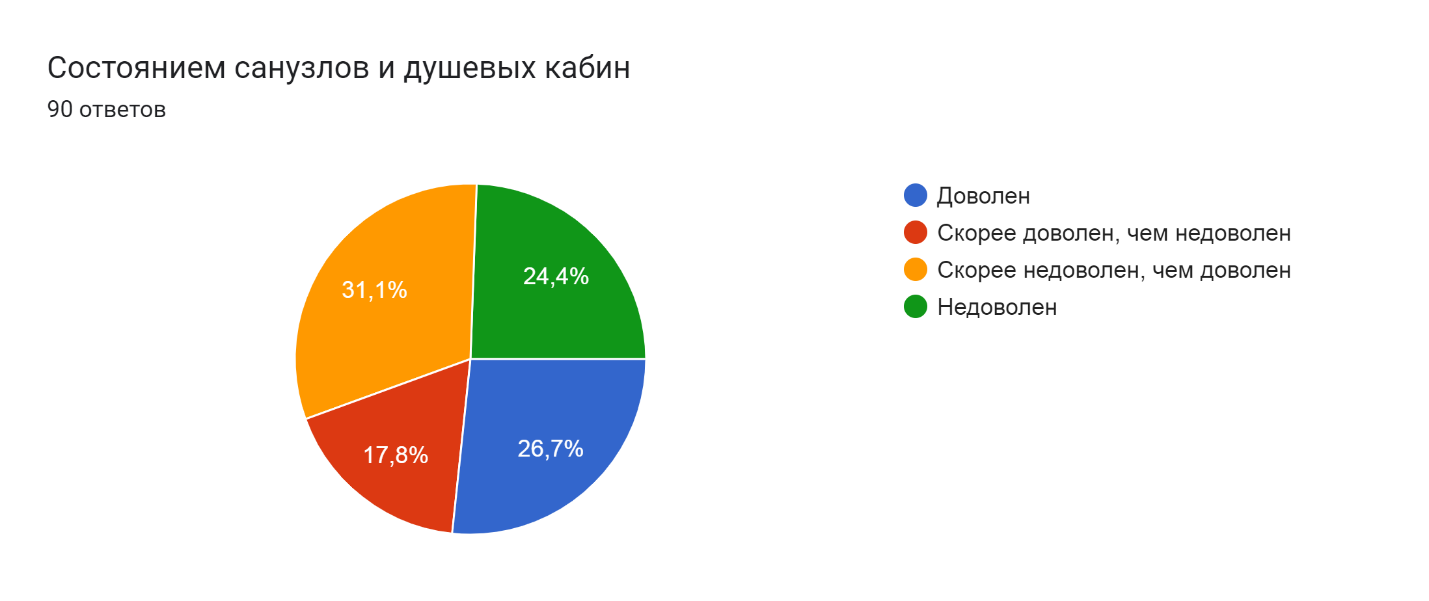 Состоянием санузлов и душевых кабин
90 ответов
31,1%
24,4%
17,8%
26,7%
Доволен
Скорее доволен, чем недоволен
Скорее недоволен, чем доволен
Недоволен